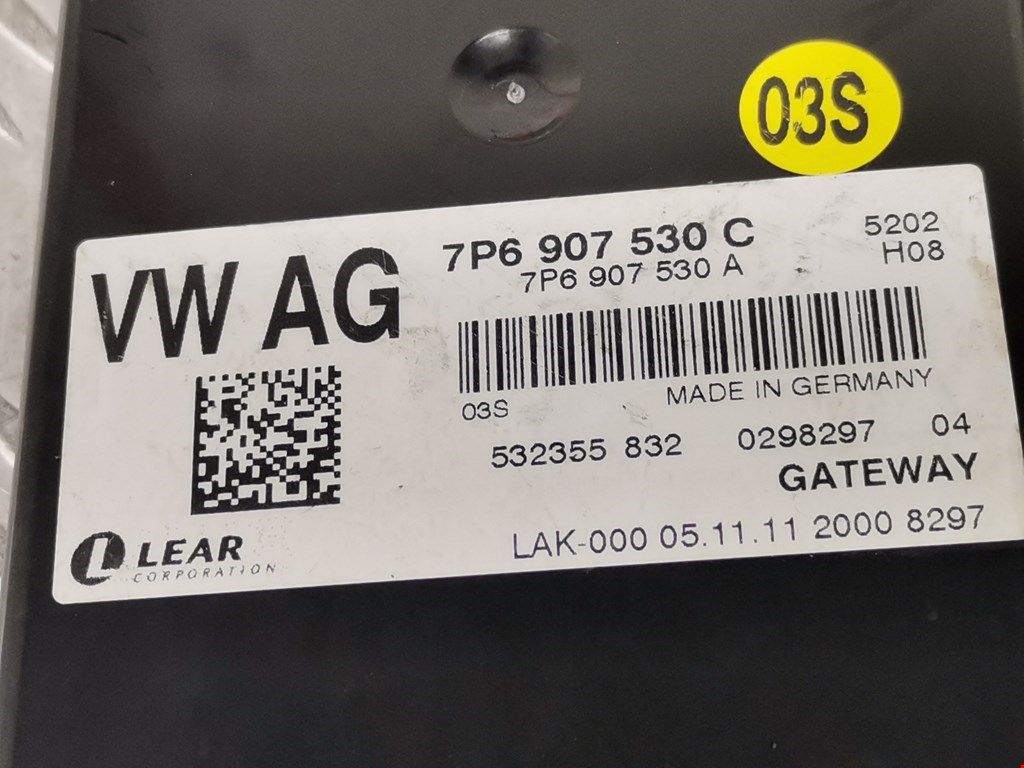 03S
VW AG
7P6 907 530 C
7P6 907 530 A
5202
H08
MADE IN GERMANY
03S
532355 832 0298297 04
GATEWAY
LAK-000 05.11.11 2000 8297
LEAR
CORPORATION